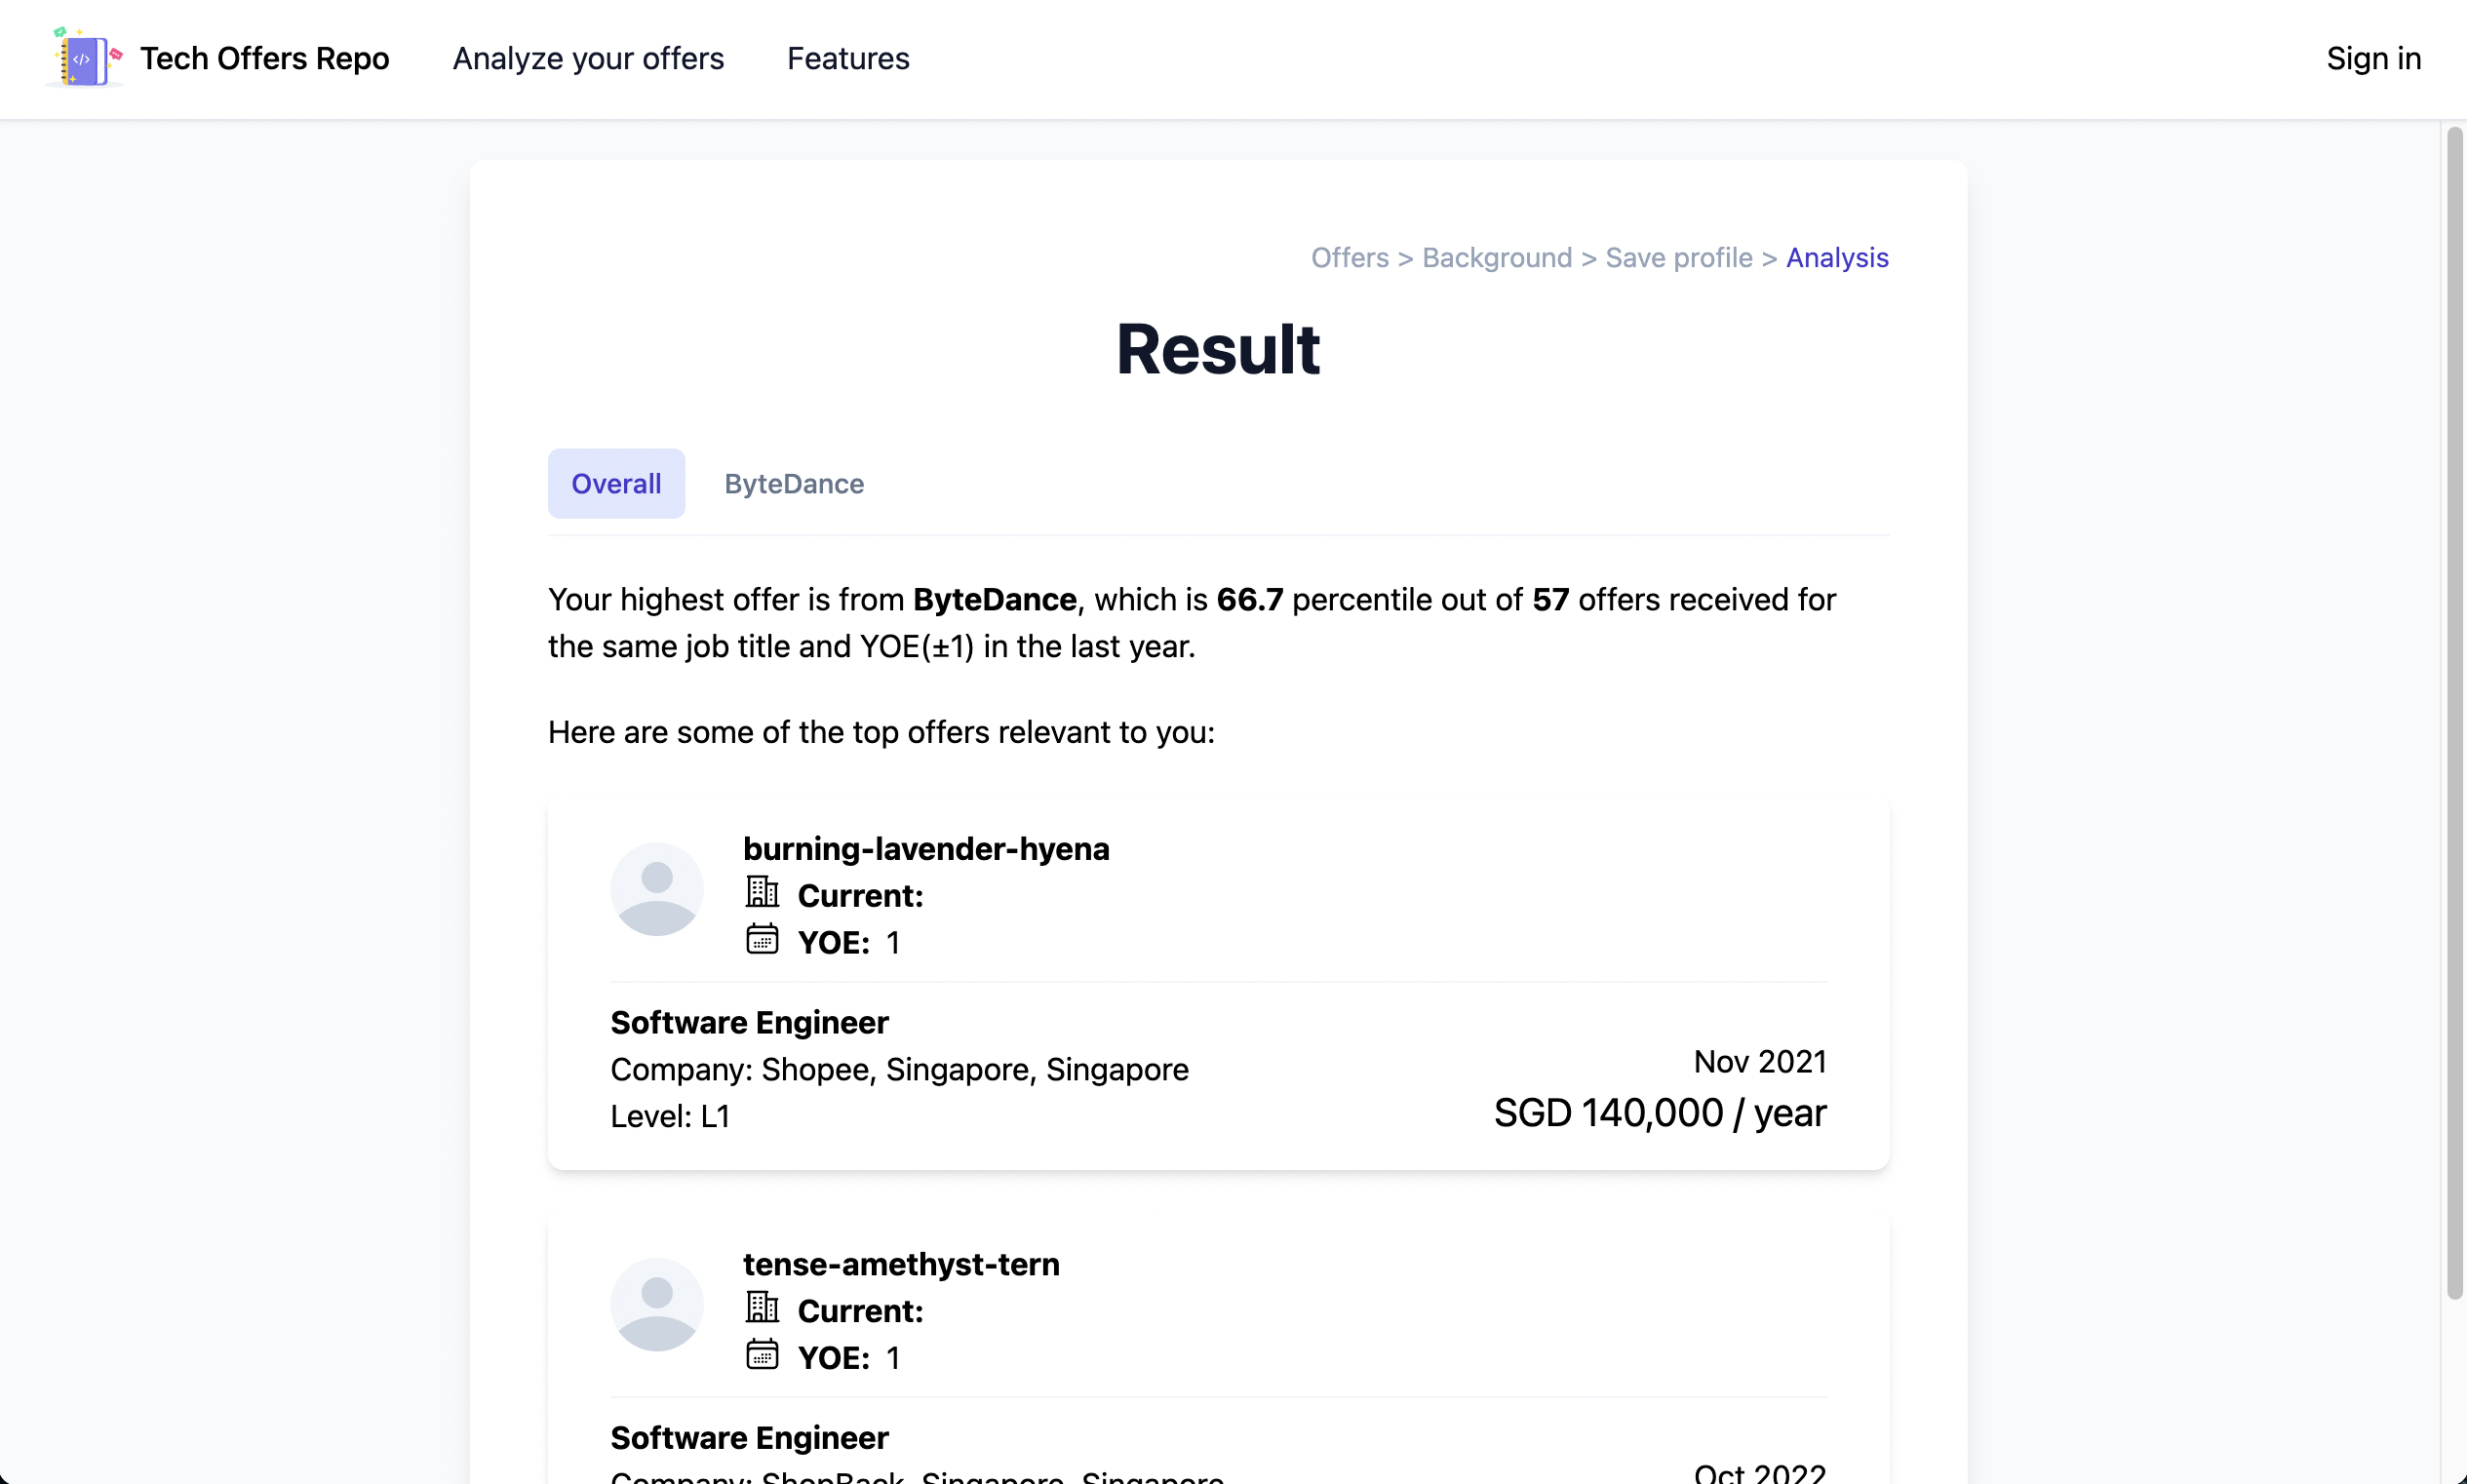 Tech Offers Repo Analyze your offers Features Sign in
Offers > Background > Save profile > Analysis
Result
Overall ByteDance
Your highest offer is from ByteDance, which is 66.7 percentile out of 57 offers received for
the same job title and YOE(±1) in the last year.
Here are some of the top offers relevant to you:
burning-lavender-hyena
Current:
YOE: 1
Software Engineer
Company: Shopee, Singapore, Singapore
Level: L1
Nov 2021
SGD 140,000 / year
tense-amethyst-tern
Current:
YOE: 1
Software Engineer
Company: ShopBack, Singapore, Singapore
Oct 2022